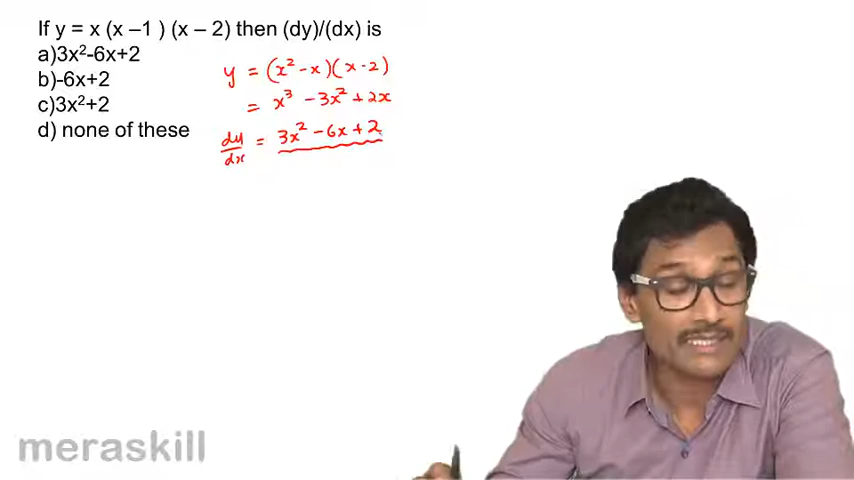 If y = x (x –1 ) (x – 2) then (dy)/(dx) is
a)3x²-6x+2
b)-6x+2
c)3x²+2
d) none of these
y = (x² - x)(x - 2)
= x³ - 3x² + 2x
dy/dx = 3x² - 6x + 2
meraskill